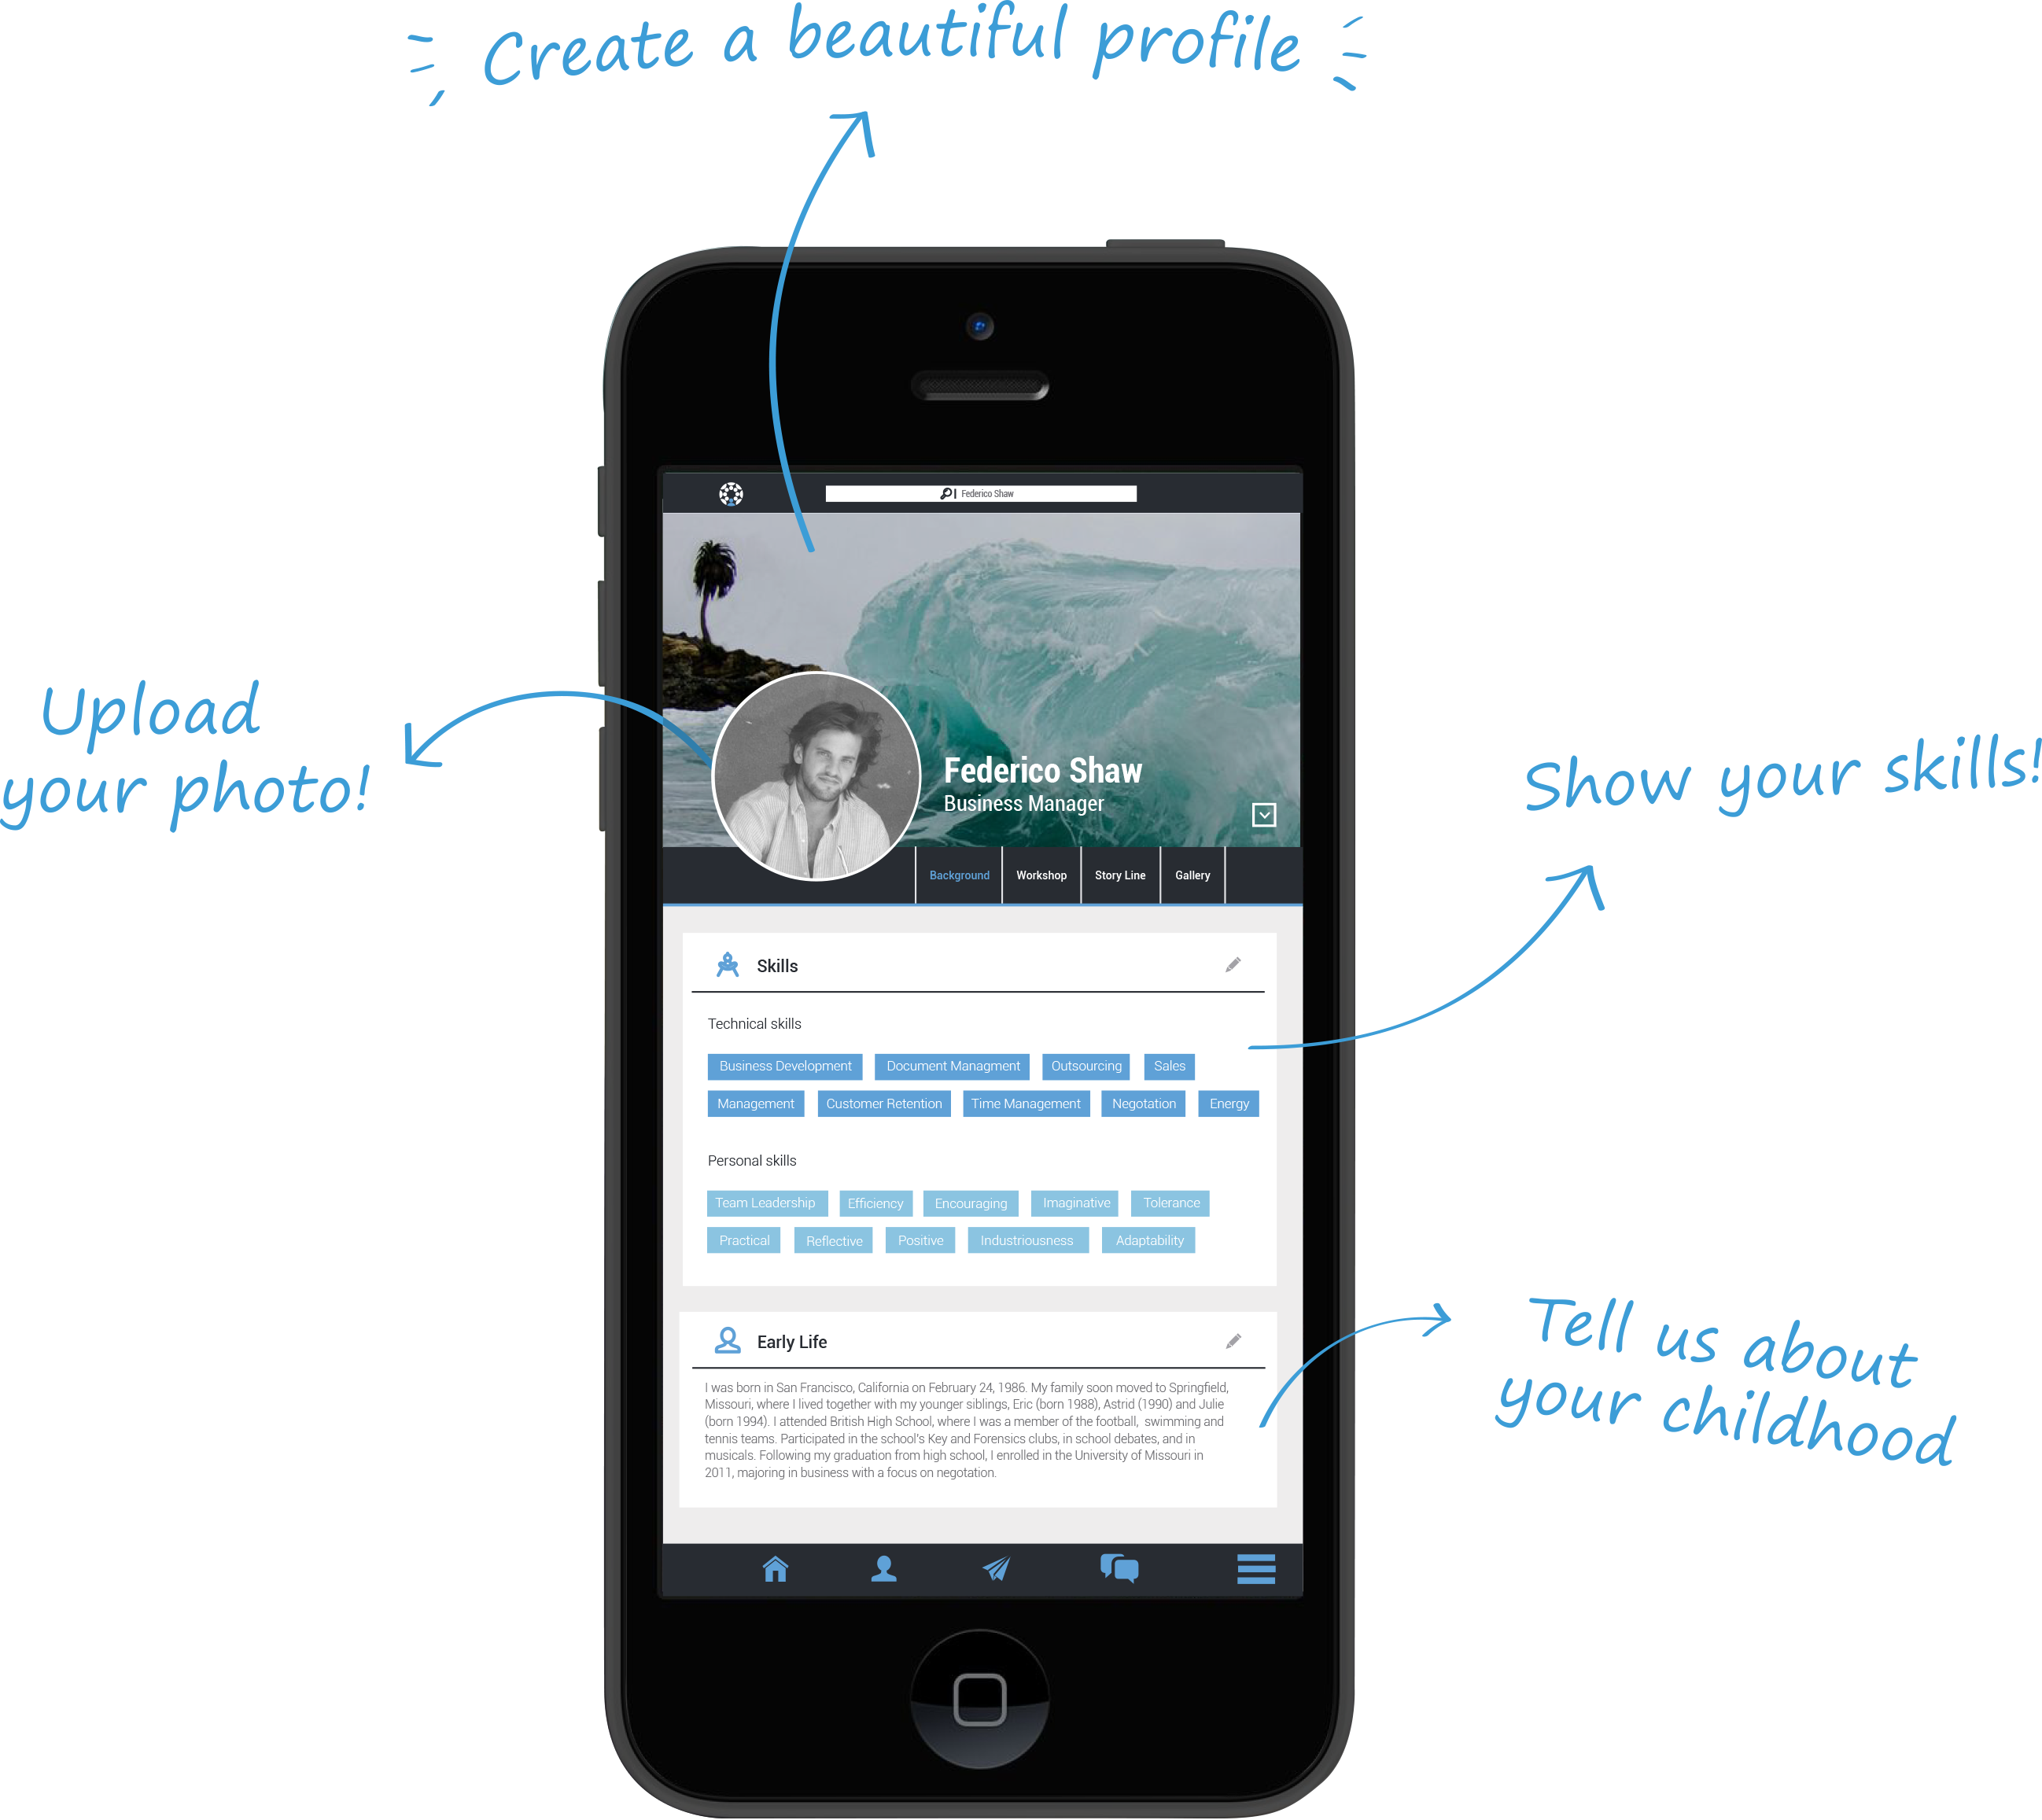 Create a beautiful profile
Federico Shaw
Upload
your photo!
Federico Shaw
Business Manager
Show your skills!
Background
Workshop
Story Line
Gallery
Skills
Technical skills
Business Development Document Managment Outsourcing Sales
Management Customer Retention Time Management Negotation Energy
Personal skills
Team Leadership Efficiency Encouraging Imaginative Tolerance
Practical Reflective Positive Industriousness Adaptability
Early Life
I was born in San Francisco, California on February 24, 1986. My family soon moved to Springfield,
Missouri, where I lived together with my younger siblings, Eric (born 1988), Astrid (1990) and Julie
(born 1994). I attended British High School, where I was a member of the football, swimming and
tennis teams. Participated in the school's Key and Forensics clubs, in school debates, and in
musicals. Following my graduation from high school, I enrolled in the University of Missouri in
2011, majoring in business with a focus on negotation.
Tell us about
your childhood